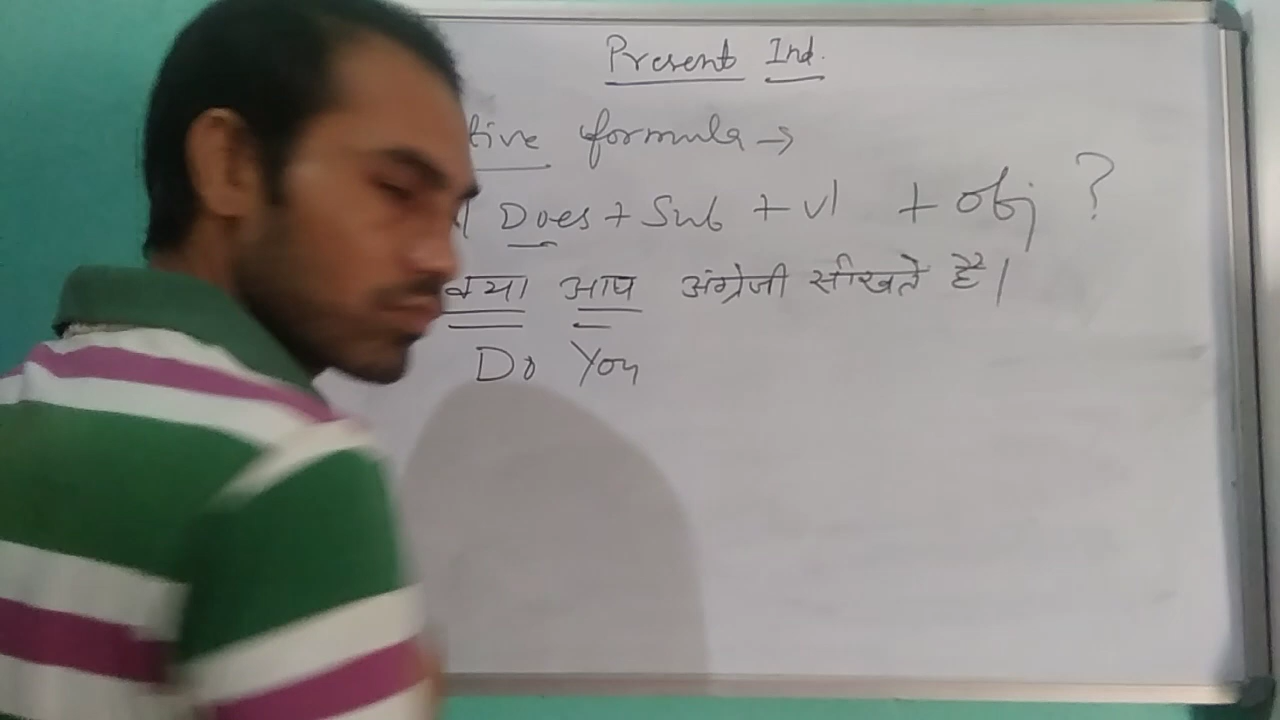 Present Ind.
tive formula →
Does + Sub + v1 + obj ?
क्या आप अंग्रेजी सीखते हैं।
Do You